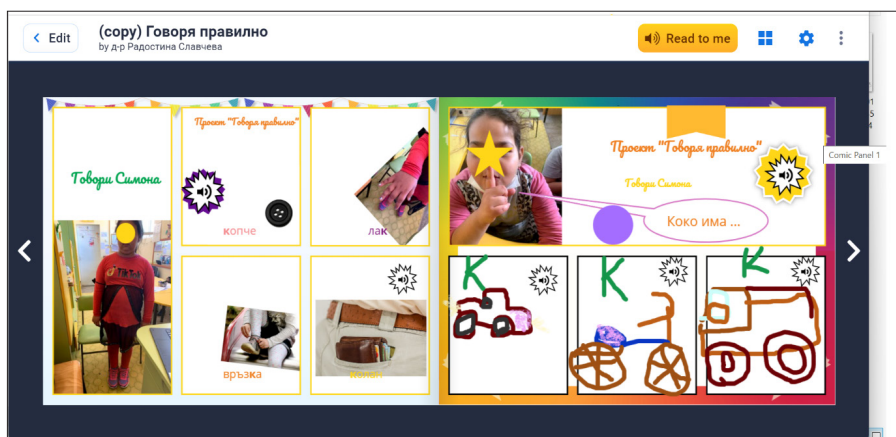 Edit
(copy) Говоря правилно
by д-р Радостина Славчева
Read to me
Говори Симона
Проект "Говоря правилно"
копче
лак
връзка
Проект "Говоря правилно"
Говори Симона
Коко има ...
Comic Panel 1
К
К
К